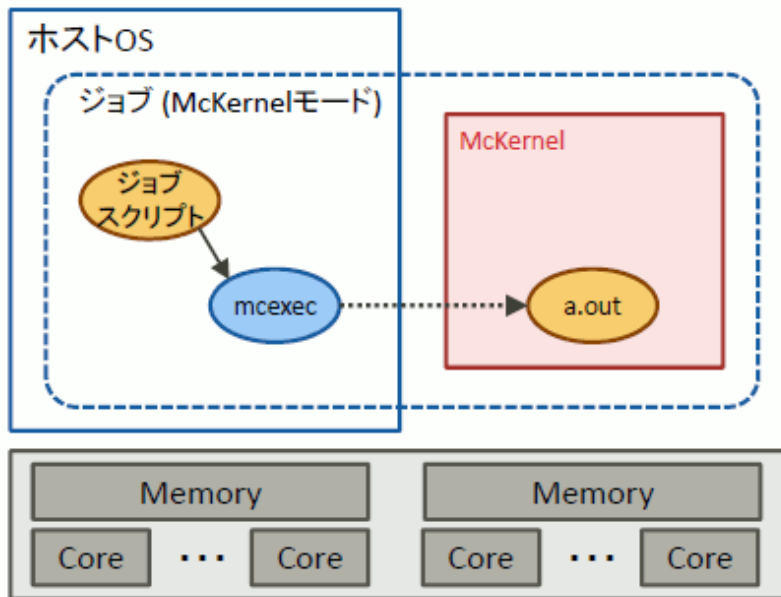 ホストOS
ジョブ (McKernelモード)
McKernel
ジョブ
スクリプト
mcexec
a.out
Memory
Memory
Core ··· Core
Core ··· Core